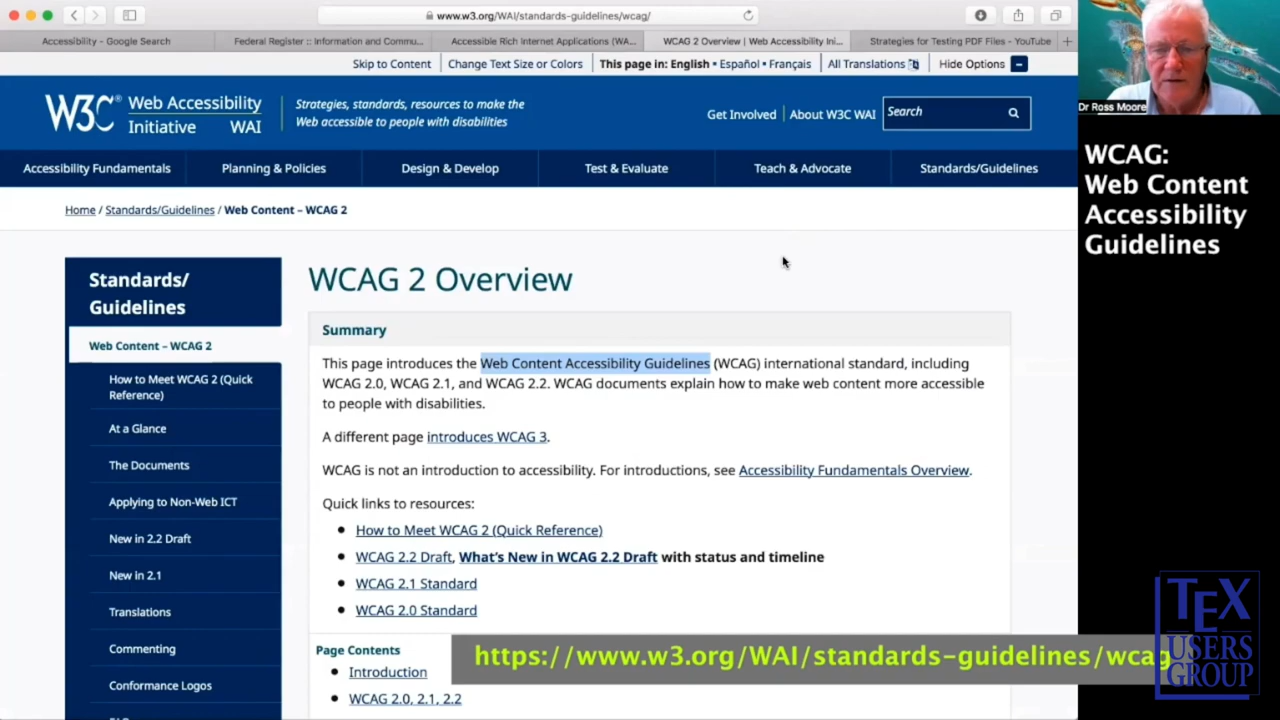 www.w3.org/WAI/standards-guidelines/wcag/
Accessibility - Google Search
Federal Register :: Information and Commu...
Accessible Rich Internet Applications (WA...
WCAG 2 Overview | Web Accessibility Ini...
Strategies for Testing PDF Files - YouTube
Skip to Content
Change Text Size or Colors
This page in: English • Español • Français
All Translations
Hide Options
W3C® Web Accessibility
Initiative WAI
Strategies, standards, resources to make the
Web accessible to people with disabilities
Get Involved
About W3C WAI
Search
Accessibility Fundamentals
Planning & Policies
Design & Develop
Test & Evaluate
Teach & Advocate
Standards/Guidelines
Home / Standards/Guidelines / Web Content – WCAG 2
Standards/
Guidelines
Web Content – WCAG 2
How to Meet WCAG 2 (Quick
Reference)
At a Glance
The Documents
Applying to Non-Web ICT
New in 2.2 Draft
New in 2.1
Translations
Commenting
Conformance Logos
WCAG 2 Overview
Summary
This page introduces the Web Content Accessibility Guidelines (WCAG) international standard, including
WCAG 2.0, WCAG 2.1, and WCAG 2.2. WCAG documents explain how to make web content more accessible
to people with disabilities.
A different page introduces WCAG 3.
WCAG is not an introduction to accessibility. For introductions, see Accessibility Fundamentals Overview.
Quick links to resources:
• How to Meet WCAG 2 (Quick Reference)
• WCAG 2.2 Draft, What's New in WCAG 2.2 Draft with status and timeline
• WCAG 2.1 Standard
• WCAG 2.0 Standard
Page Contents
• Introduction
• WCAG 2.0, 2.1, 2.2
https://www.w3.org/WAI/standards-guidelines/wcag
Dr Ross Moore
WCAG:
Web Content
Accessibility
Guidelines
TEX
USERS
GROUP